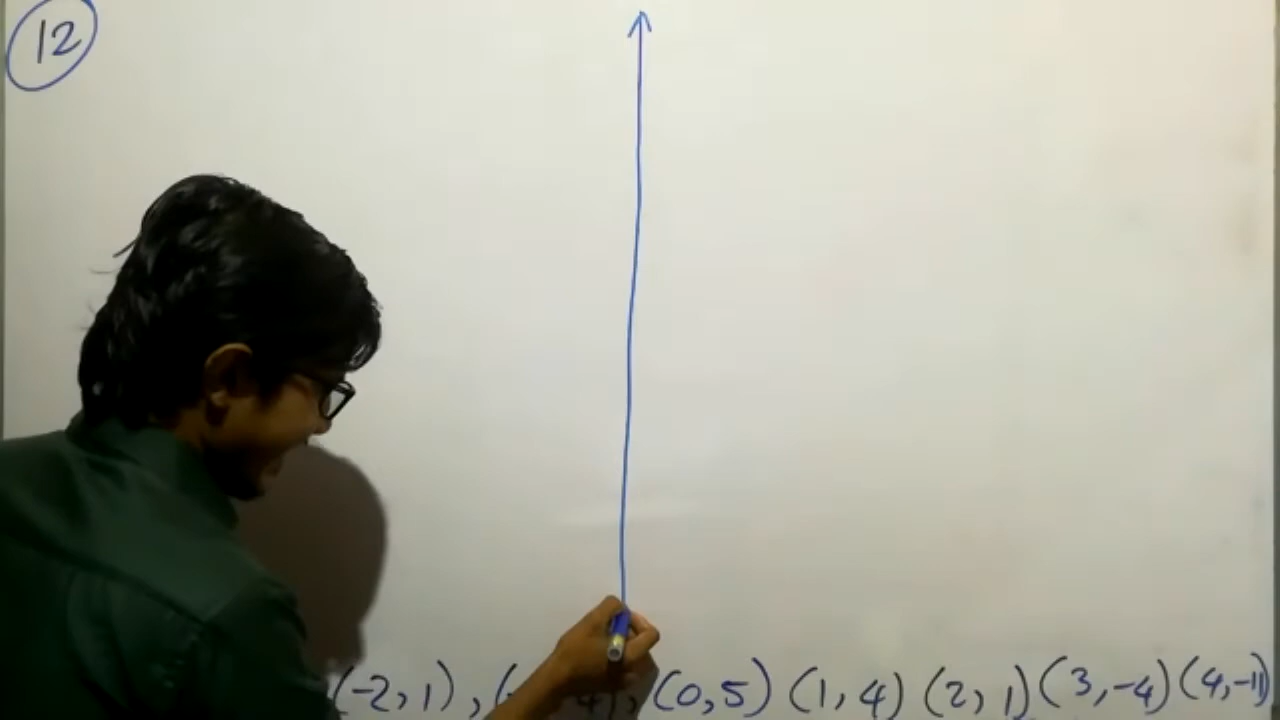 12
(-2,1), (0,5) (1,4) (2,1) (3,-4) (4,-11)